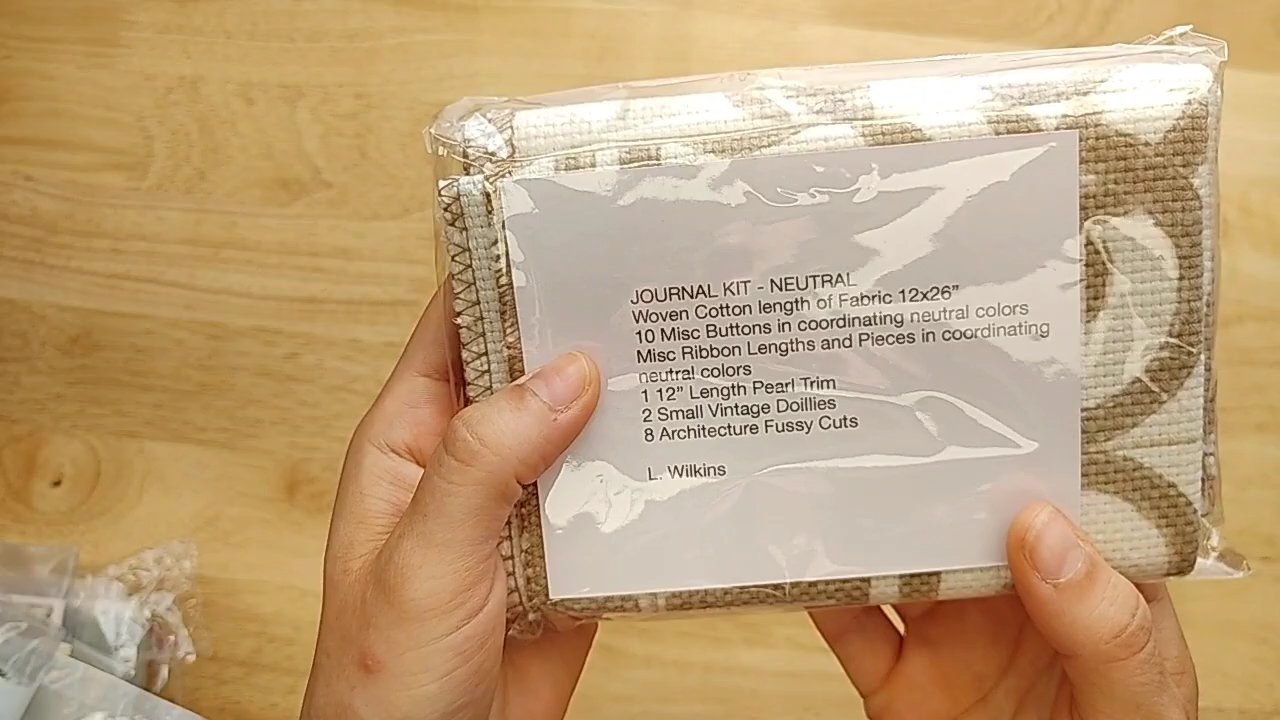 JOURNAL KIT - NEUTRAL
Woven Cotton length of Fabric 12x26"
10 Misc Buttons in coordinating neutral colors
Misc Ribbon Lengths and Pieces in coordinating
neutral colors
1 12" Length Pearl Trim
2 Small Vintage Doillies
8 Architecture Fussy Cuts
L. Wilkins